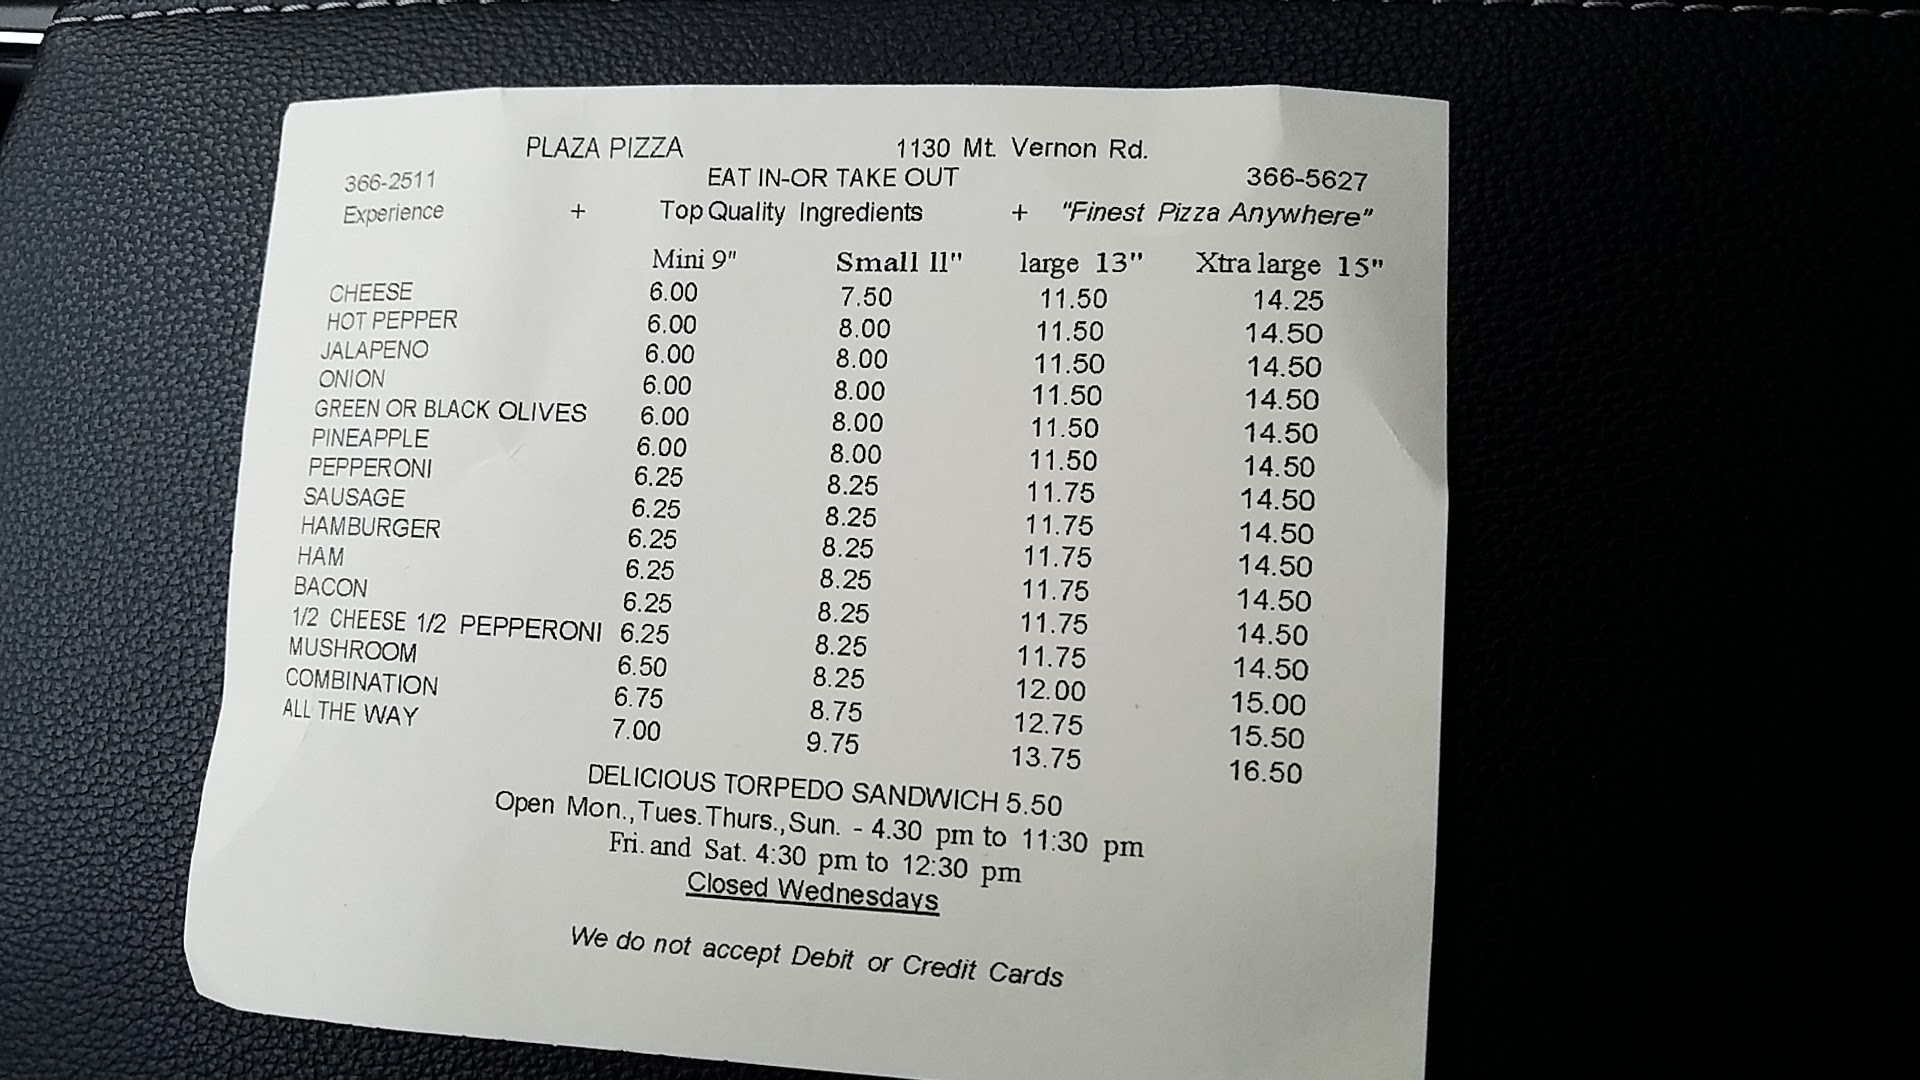 PLAZA PIZZA 1130 Mt. Vernon Rd.
366-2511 EAT IN-OR TAKE OUT 366-5627
Experience + Top Quality Ingredients + "Finest Pizza Anywhere"
Mini 9" Small 11" large 13" Xtra large 15"
CHEESE 6.00 7.50 11.50 14.25
HOT PEPPER 6.00 8.00 11.50 14.50
JALAPENO 6.00 8.00 11.50 14.50
ONION 6.00 8.00 11.50 14.50
GREEN OR BLACK OLIVES 6.00 8.00 11.50 14.50
PINEAPPLE 6.00 8.00 11.50 14.50
PEPPERONI 6.25 8.25 11.75 14.50
SAUSAGE 6.25 8.25 11.75 14.50
HAMBURGER 6.25 8.25 11.75 14.50
HAM 6.25 8.25 11.75 14.50
BACON 6.25 8.25 11.75 14.50
1/2 CHEESE 1/2 PEPPERONI 6.25 8.25 11.75 14.50
MUSHROOM 6.50 8.25 12.00 15.00
COMBINATION 6.75 8.75 12.75 15.50
ALL THE WAY 7.00 9.75 13.75 16.50
DELICIOUS TORPEDO SANDWICH 5.50
Open Mon.,Tues.Thurs.,Sun. - 4.30 pm to 11:30 pm
Fri. and Sat. 4:30 pm to 12:30 pm
Closed Wednesdays
We do not accept Debit or Credit Cards